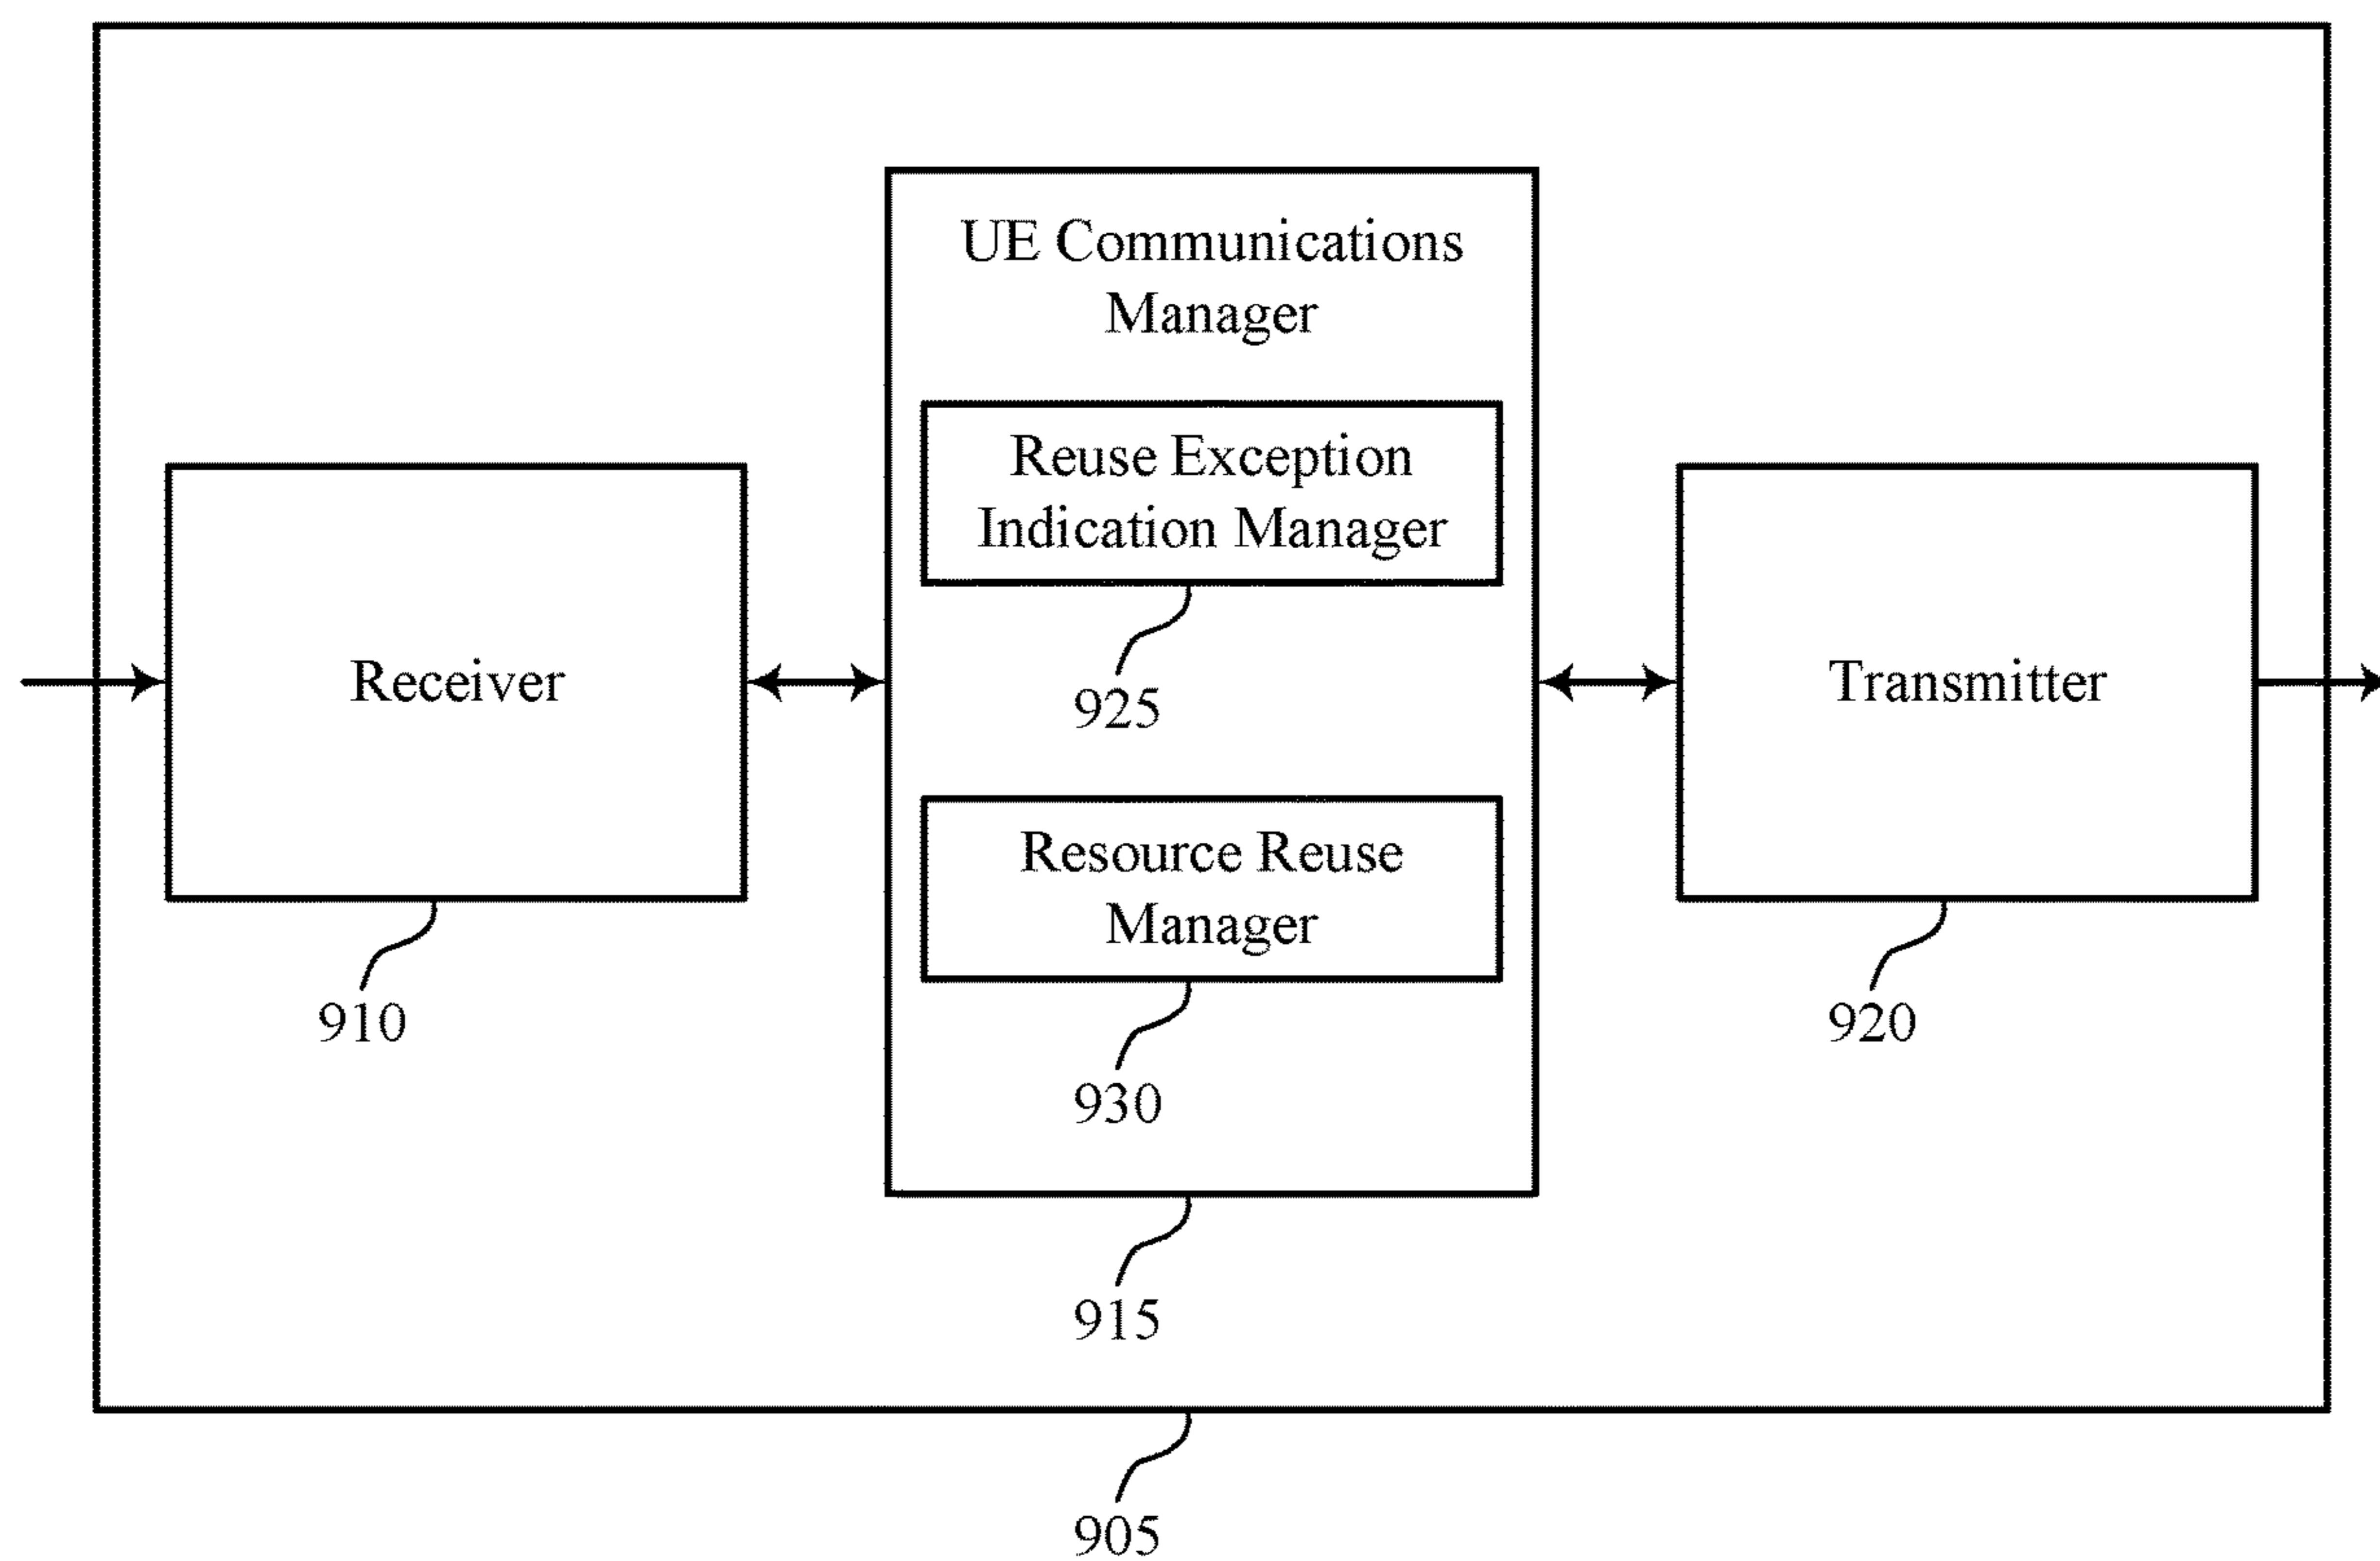 UE Communications
Manager
Reuse Exception
Indication Manager
925
Receiver
910
Transmitter
920
Resource Reuse
Manager
930
915
905